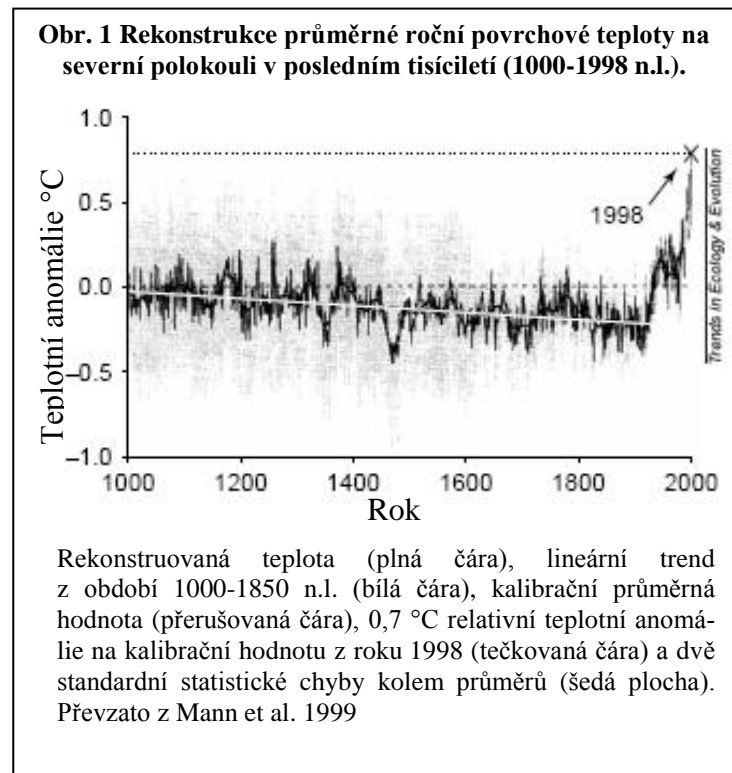 Obr. 1 Rekonstrukce průměrné roční povrchové teploty na
severní polokouli v posledním tisíciletí (1000-1998 n.l.).
1.0
0.5
0.0
–0.5
–1.0
Teplotní anomálie °C
1998
Trends in Ecology & Evolution
1000 1200 1400 1600 1800 2000
Rok
Rekonstruovaná teplota (plná čára), lineární trend
z období 1000-1850 n.l. (bílá čára), kalibrační průměrná
hodnota (přerušovaná čára), 0,7 °C relativní teplotní anomá-
lie na kalibrační hodnotu z roku 1998 (tečkovaná čára) a dvě
standardní statistické chyby kolem průměrů (šedá plocha).
Převzato z Mann et al. 1999